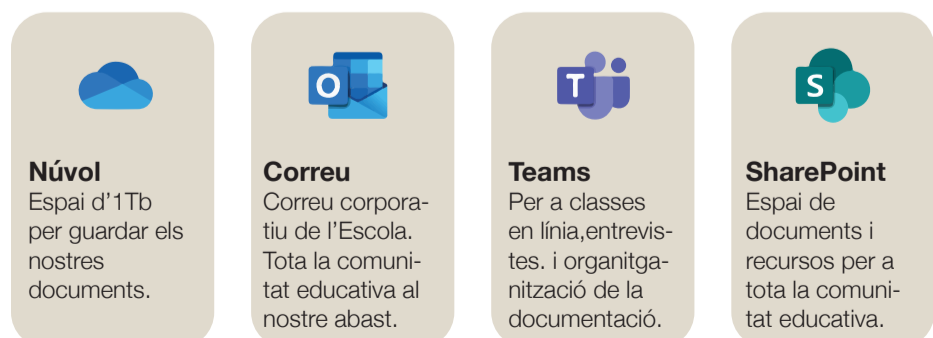 Núvol
Espai d'1Tb
per guardar els
nostres
documents.
O
Correu
Correu corpora-
tiu de l'Escola.
Tota la comuni-
tat educativa al
nostre abast.
T
Teams
Per a classes
en línia,entrevis-
tes. i organitga-
nització de la
documentació.
S
SharePoint
Espai de
documents i
recursos per a
tota la comuni-
tat educativa.